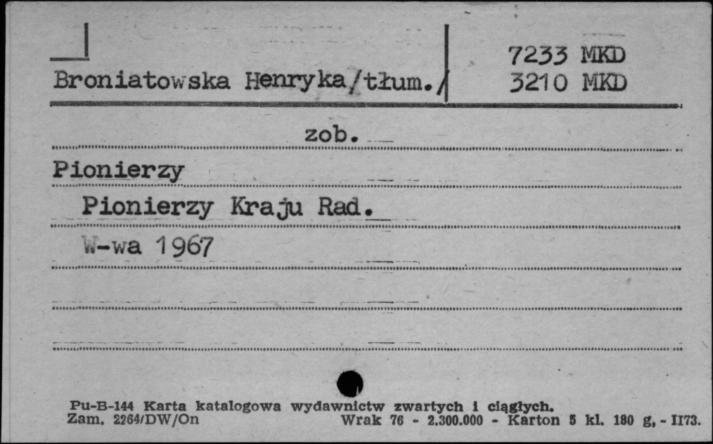 7233 MKD
Broniatowska Henryka/tłum./ 3210 MKD
zob.
Pionierzy
Pionierzy Kraju Rad.
W-wa 1967
Pu-B-144 Karta katalogowa wydawnictw zwartych i ciągłych.
Zam. 2264/DW/On Wrak 76 - 2.300.000 - Karton 5 kl. 180 g, - II73.